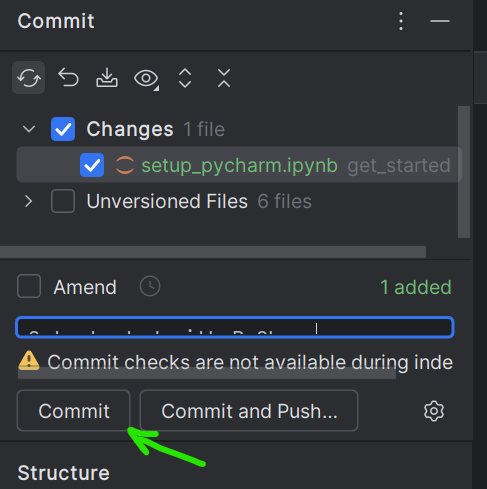 Commit
Changes 1 file
setup_pycharm.ipynb get_started
Unversioned Files 6 files
Amend 1 added
Commit checks are not available during inde
Commit Commit and Push...
Structure